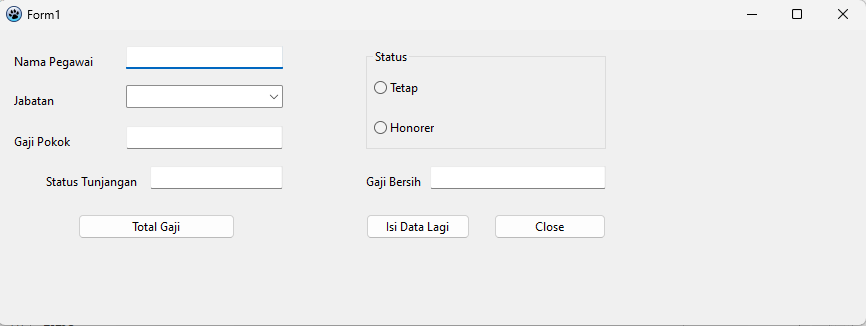 Form1
Nama Pegawai
Status
Jabatan
Tetap
Gaji Pokok
Honorer
Status Tunjangan
Gaji Bersih
Total Gaji
Isi Data Lagi
Close